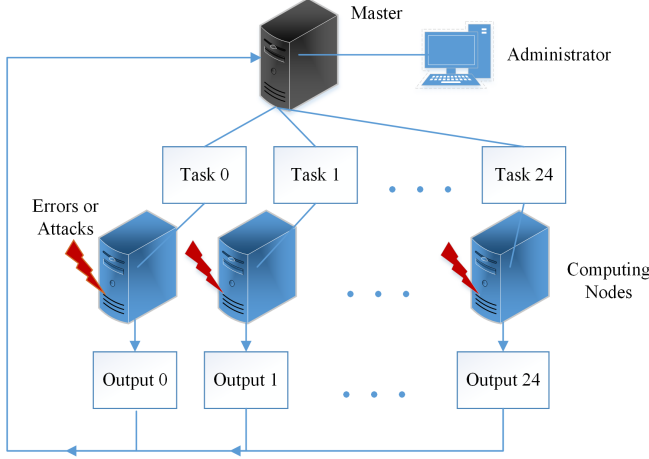 Master
Administrator
Task 0
Task 1
Task 24
Errors or
Attacks
Computing
Nodes
Output 0
Output 1
Output 24